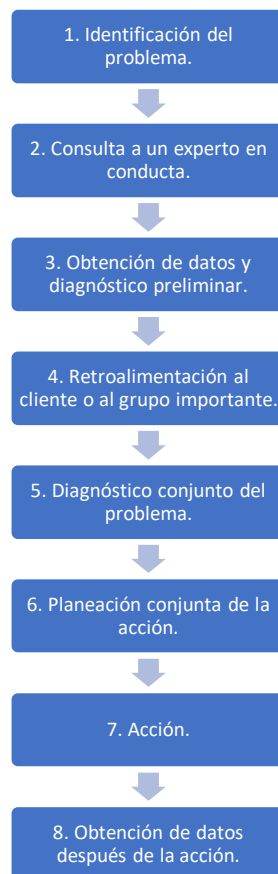 1. Identificación del
problema.
2. Consulta a un experto en
conducta.
3. Obtención de datos y
diagnóstico preliminar.
4. Retroalimentación al
cliente o al grupo importante.
5. Diagnóstico conjunto del
problema.
6. Planeación conjunta de la
acción.
7. Acción.
8. Obtención de datos
después de la acción.